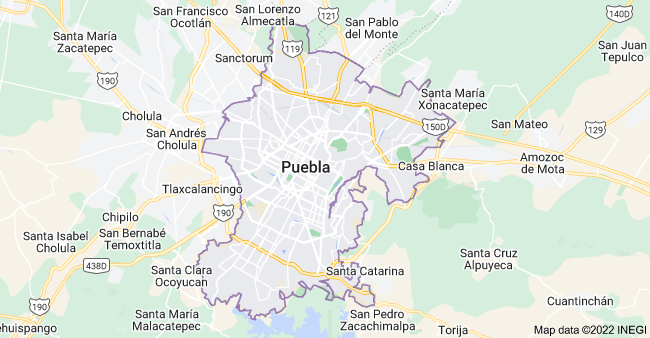 San Francisco
Ocotlán
San Lorenzo
Almecatla
San Pablo
del Monte
140D
Santa María
Zacatepec
119
San Juan
Tepulco
Sanctorum
190
Santa María
Xonacatepec
Cholula
150D
San Mateo
129
San Andrés
Cholula
Puebla
Casa Blanca
Amozoc
de Mota
Tlaxcalancingo
Chipilo
190
Santa Isabel
Cholula
San Bernabé
Temoxtitla
Santa Cruz
Alpuyeca
438D
Santa Clara
Ocoyucan
Santa Catarina
Cuantinchán
Santa María
Malacatepec
San Pedro
Zacachimalpa
ehuispango
Torija
Map data ©2022 INEGI